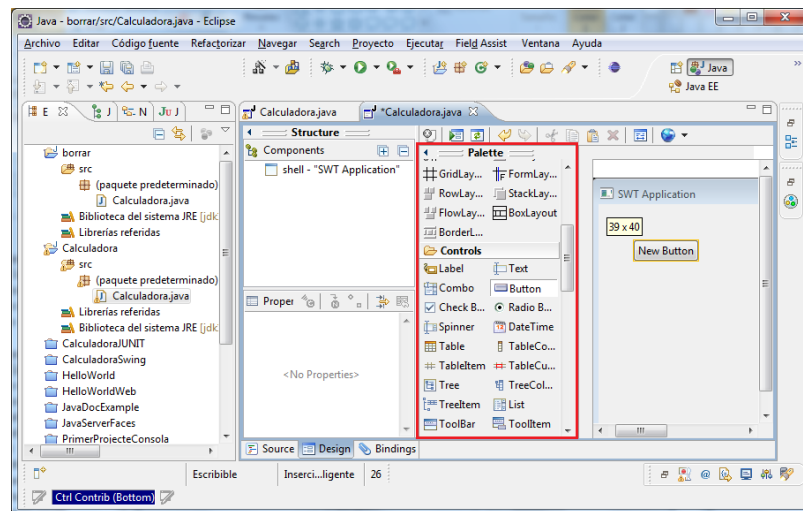 Java - borrar/src/Calculadora.java - Eclipse
Archivo Editar Código fuente Refactorizar Navegar Search Proyecto Ejecutar Field Assist Ventana Ayuda
Java
Java EE
E J N Ju J
Calculadora.java *Calculadora.java
borrar
src
(paquete predeterminado)
Calculadora.java
Biblioteca del sistema JRE [jdk
Librerías referidas
Calculadora
src
(paquete predeterminado)
Calculadora.java
Librerías referidas
Biblioteca del sistema JRE [jdk
CalculadoraJUNIT
CalculadoraSwing
HelloWorld
HelloWorldWeb
JavaDocExample
JavaServerFaces
PrimerProjecteConsola
Structure
Components
shell - "SWT Application"
Proper
<No Properties>
Palette
GridLay... FormLay...
RowLay... StackLay...
FlowLay... BoxLayout
BorderL...
Controls
Label Text
Combo Button
Check B... Radio B...
Spinner DateTime
Table TableCo...
TableItem TableCu...
Tree TreeCol...
TreeItem List
ToolBar ToolItem
SWT Application
39 x 40
New Button
Source Design Bindings
Escribible Inserci...ligente 26
Ctrl Contrib (Bottom)